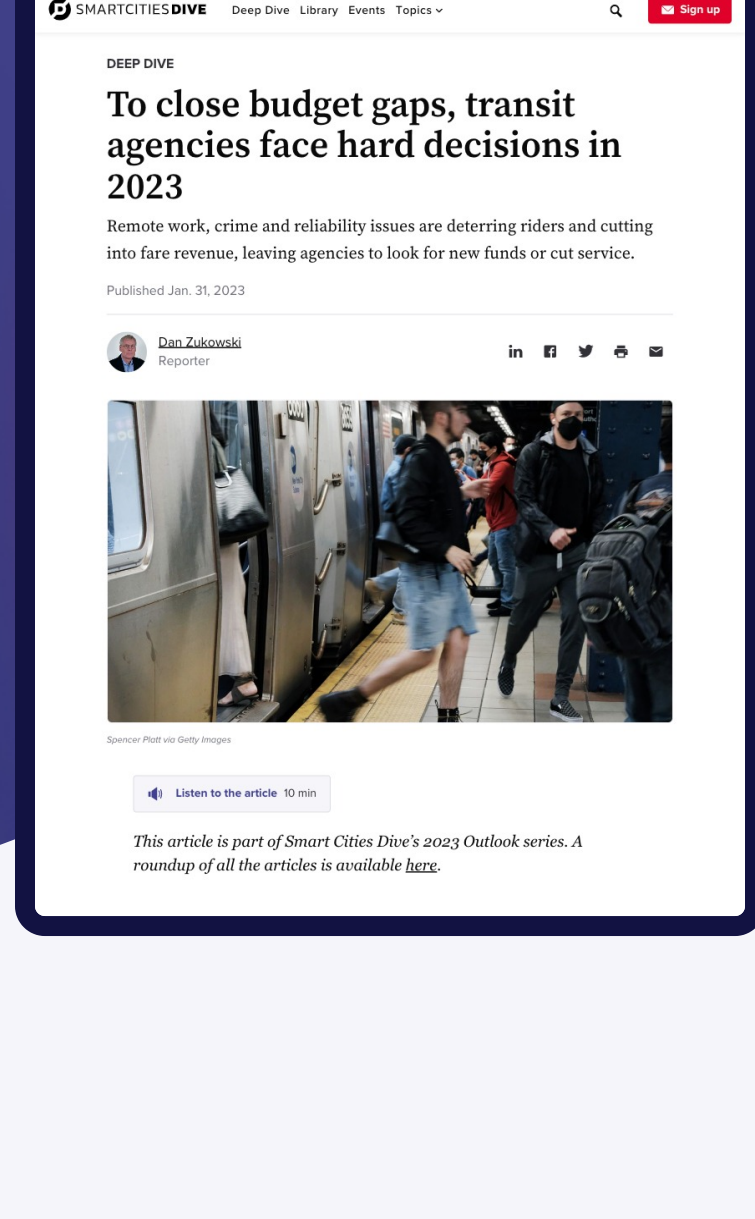 SMARTCITIESDIVE Deep Dive Library Events Topics Sign up
DEEP DIVE
To close budget gaps, transit
agencies face hard decisions in
2023
Remote work, crime and reliability issues are deterring riders and cutting
into fare revenue, leaving agencies to look for new funds or cut service.
Published Jan. 31, 2023
Dan Zukowski
Reporter
Spencer Platt via Getty Images
Listen to the article 10 min
This article is part of Smart Cities Dive's 2023 Outlook series. A
roundup of all the articles is available here.